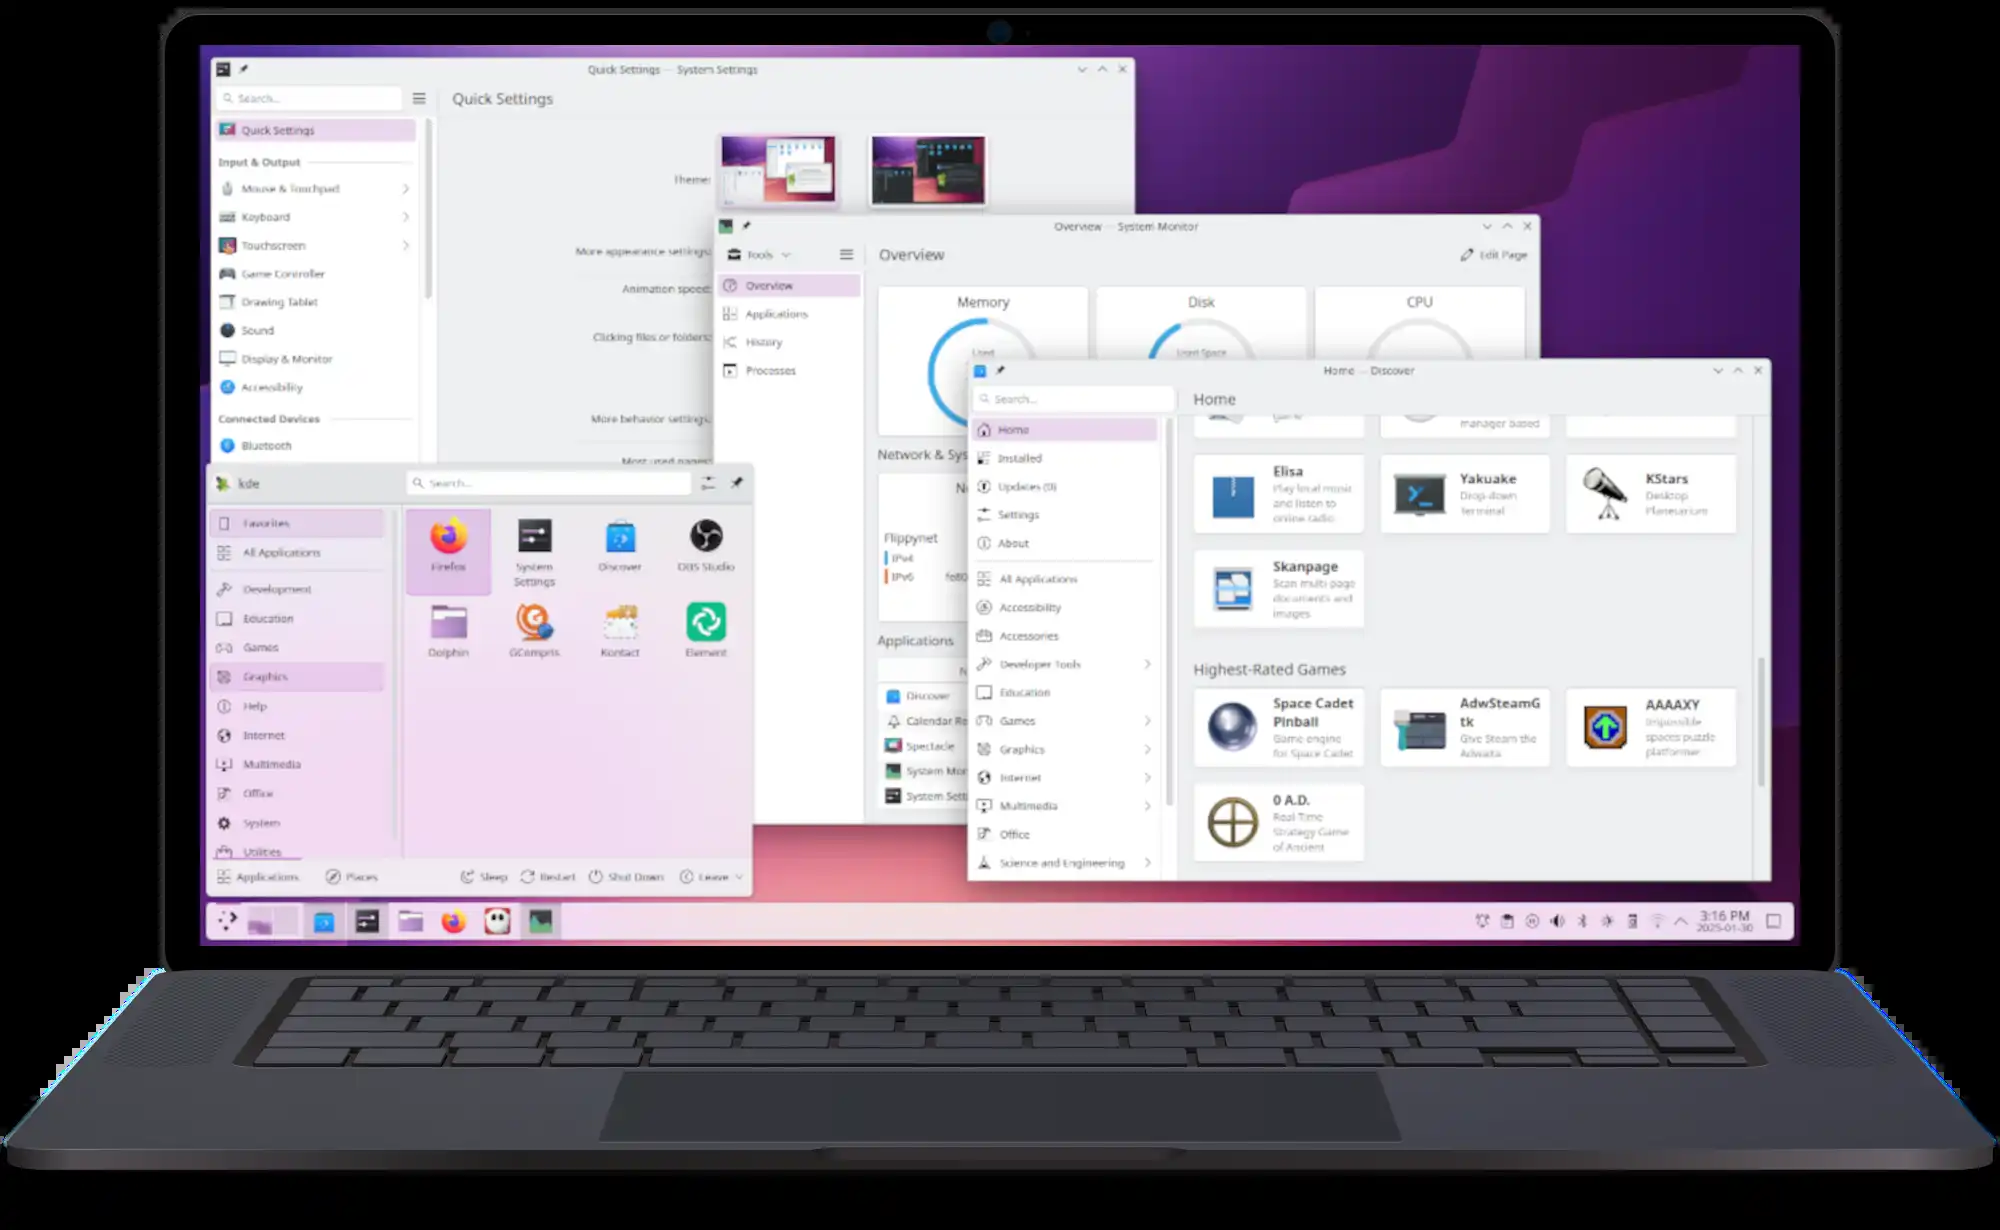 Quick Settings — System Settings
Search...
Quick Settings
Quick Settings
Input & Output
Mouse & Touchpad
Keyboard
Touchscreen
Game Controller
Drawing Tablet
Sound
Display & Monitor
Accessibility
Connected Devices
Bluetooth
Theme:
More appearance settings:
Animation speed:
Clicking files or folders:
More behavior settings:
Most used pages:
Overview — System Monitor
Tools
Overview
Edit Page
Overview
Applications
History
Processes
Memory
Used
Disk
Used Space
CPU
Network & Sys
Flippynet
IPv4
IPv6
fe80
Applications
Discover
Calendar Re
Spectacle
System Mon
System Sett
Home — Discover
Search...
Home
Home
Installed
Updates (0)
Settings
About
All Applications
Accessibility
Accessories
Developer Tools
Education
Games
Graphics
Internet
Multimedia
Office
Science and Engineering
game
manager based
Elisa
Play local music
and listen to
online radio
Yakuake
Drop-down
Terminal
KStars
Desktop
Planetarium
Skanpage
Scan multi-page
documents and
images
Highest-Rated Games
Space Cadet
Pinball
Game engine
for Space Cadet
AdwSteamG
tk
Give Steam the
Adwaita
AAAAXY
Impossible
spaces puzzle
platformer
0 A.D.
Real-Time
Strategy Game
of Ancient
kde
Search...
Favorites
All Applications
Development
Education
Games
Graphics
Help
Internet
Multimedia
Office
System
Utilities
Firefox
System
Settings
Discover
OBS Studio
Dolphin
GCompris
Kontact
Element
Applications
Places
Sleep
Restart
Shut Down
Leave
3:16 PM
2025-01-30